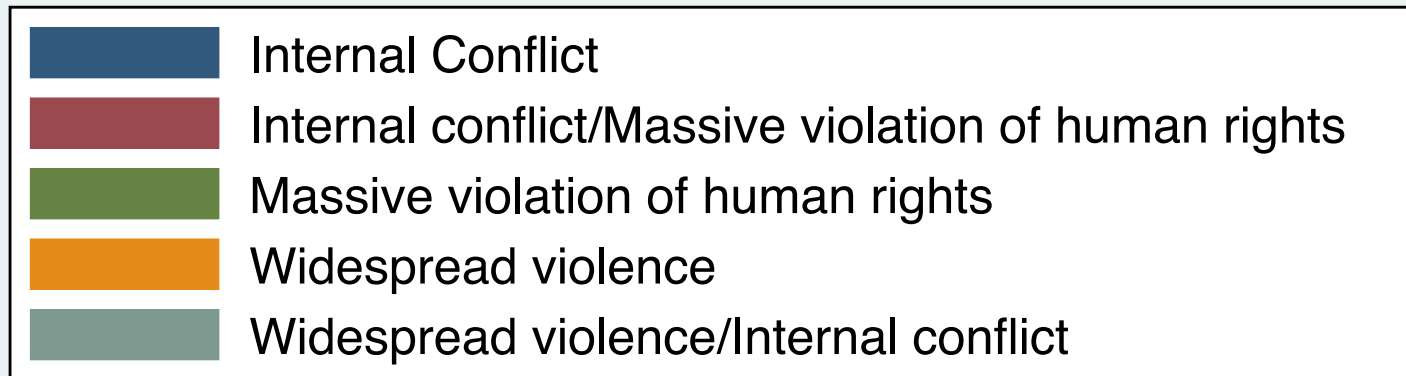 Internal Conflict
Internal conflict/Massive violation of human rights
Massive violation of human rights
Widespread violence
Widespread violence/Internal conflict